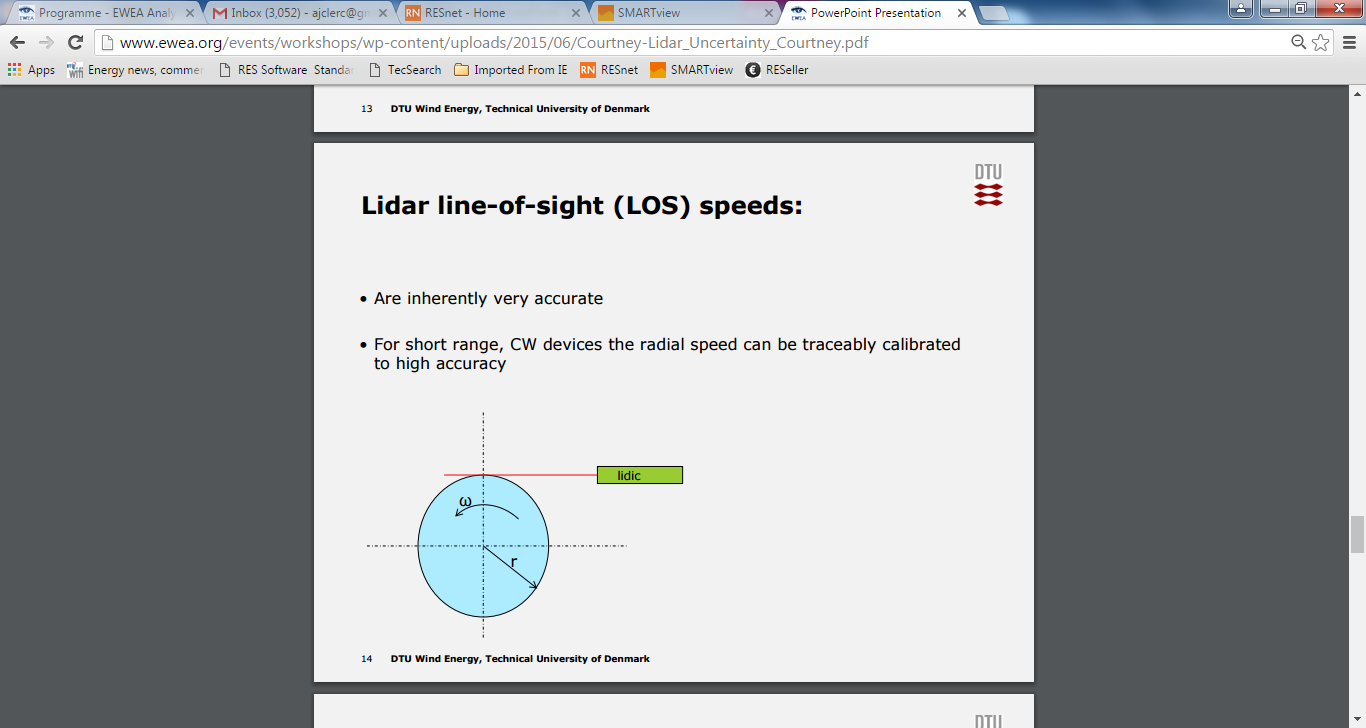 Programme - EWEA Analy
Inbox (3,052) - ajclerc@gm
RESnet - Home
SMARTview
PowerPoint Presentation
www.ewea.org/events/workshops/wp-content/uploads/2015/06/Courtney-Lidar_Uncertainty_Courtney.pdf
Apps
Energy news, commer
RES Software Standar
TecSearch
Imported From IE
RN RESnet
SMARTview
€ RESeller
13 DTU Wind Energy, Technical University of Denmark
DTU
Lidar line-of-sight (LOS) speeds:
• Are inherently very accurate
• For short range, CW devices the radial speed can be traceably calibrated
to high accuracy
lidic
ω
r
14 DTU Wind Energy, Technical University of Denmark
DTU